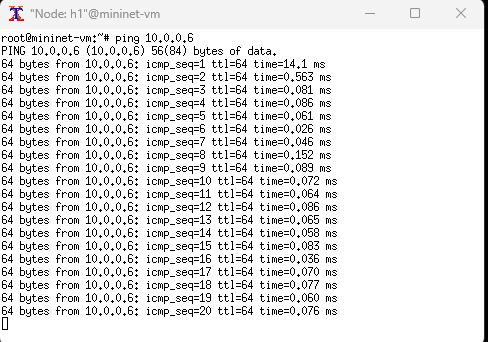 "Node: h1"@mininet-vm
root@mininet-vm:~# ping 10.0.0.6
PING 10.0.0.6 (10.0.0.6) 56(84) bytes of data.
64 bytes from 10.0.0.6: icmp_seq=1 ttl=64 time=14.1 ms
64 bytes from 10.0.0.6: icmp_seq=2 ttl=64 time=0.563 ms
64 bytes from 10.0.0.6: icmp_seq=3 ttl=64 time=0.081 ms
64 bytes from 10.0.0.6: icmp_seq=4 ttl=64 time=0.086 ms
64 bytes from 10.0.0.6: icmp_seq=5 ttl=64 time=0.061 ms
64 bytes from 10.0.0.6: icmp_seq=6 ttl=64 time=0.026 ms
64 bytes from 10.0.0.6: icmp_seq=7 ttl=64 time=0.046 ms
64 bytes from 10.0.0.6: icmp_seq=8 ttl=64 time=0.152 ms
64 bytes from 10.0.0.6: icmp_seq=9 ttl=64 time=0.089 ms
64 bytes from 10.0.0.6: icmp_seq=10 ttl=64 time=0.072 ms
64 bytes from 10.0.0.6: icmp_seq=11 ttl=64 time=0.064 ms
64 bytes from 10.0.0.6: icmp_seq=12 ttl=64 time=0.086 ms
64 bytes from 10.0.0.6: icmp_seq=13 ttl=64 time=0.065 ms
64 bytes from 10.0.0.6: icmp_seq=14 ttl=64 time=0.058 ms
64 bytes from 10.0.0.6: icmp_seq=15 ttl=64 time=0.083 ms
64 bytes from 10.0.0.6: icmp_seq=16 ttl=64 time=0.036 ms
64 bytes from 10.0.0.6: icmp_seq=17 ttl=64 time=0.070 ms
64 bytes from 10.0.0.6: icmp_seq=18 ttl=64 time=0.077 ms
64 bytes from 10.0.0.6: icmp_seq=19 ttl=64 time=0.060 ms
64 bytes from 10.0.0.6: icmp_seq=20 ttl=64 time=0.076 ms